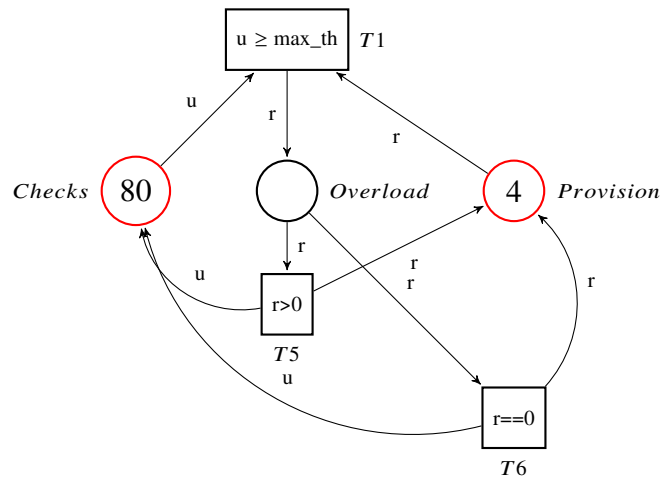 u ≥ max_th T1
u
r
r
Checks 80 Overload 4 Provision
r
u
r
r
r
r>0
T5
u
r==0
T6